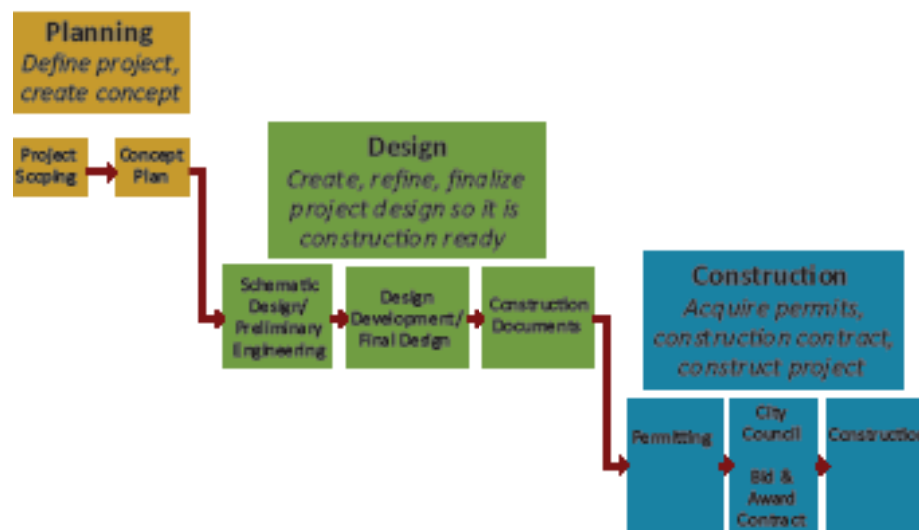 Planning
Define project,
create concept
Project
Scoping
Concept
Plan
Design
Create, refine, finalize
project design so it is
construction ready
Schematic
Design/
Preliminary
Engineering
Design
Development/
Final Design
Construction
Documents
Construction
Acquire permits,
construction contract,
construct project
Permitting
City
Council
Bid &
Award
Contract
Construction